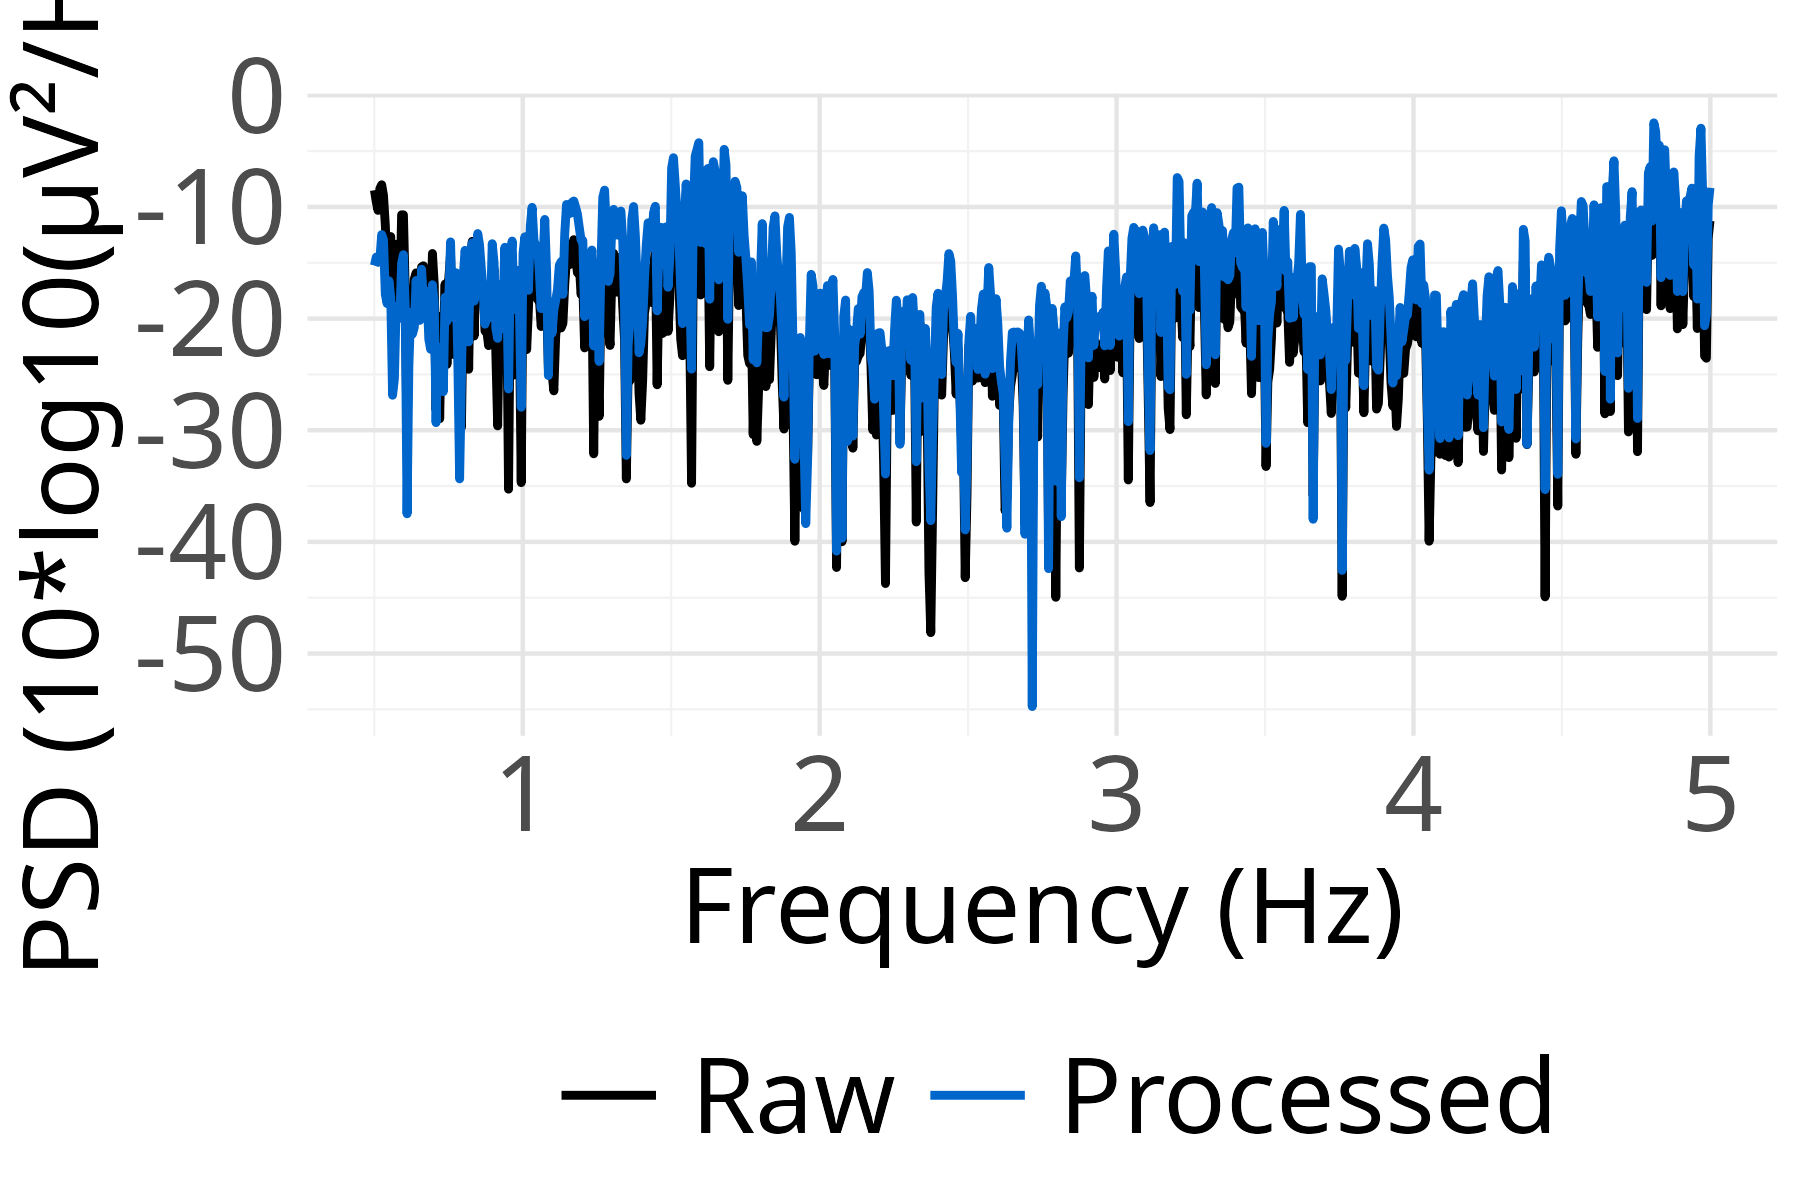 PSD (10*log10(µV²/H
0
-10
-20
-30
-40
-50
1 2 3 4 5
Frequency (Hz)
Raw Processed